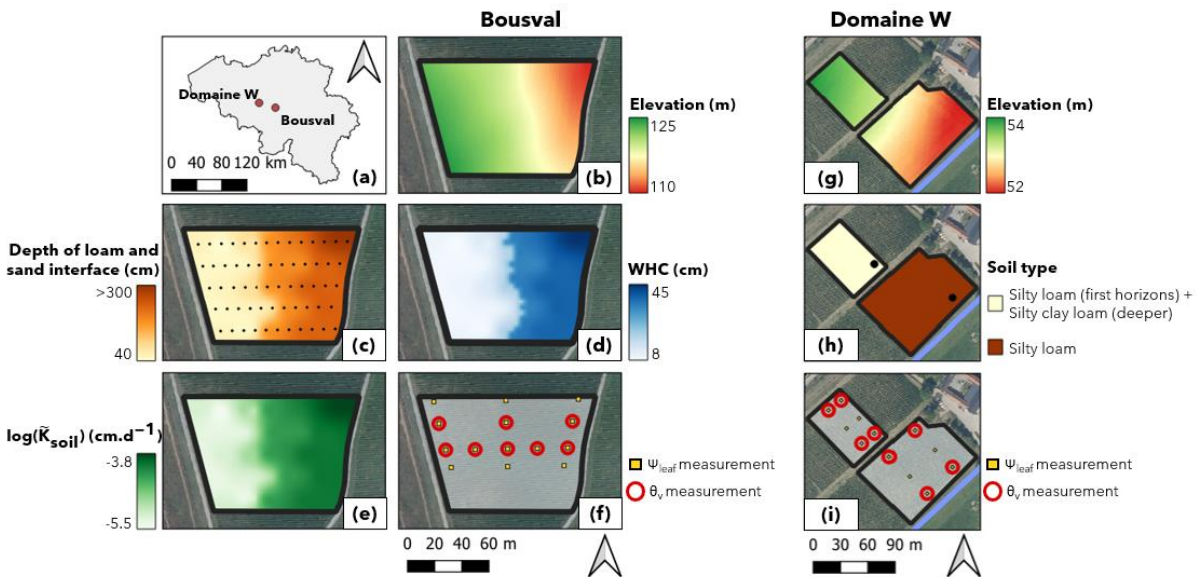 Bousval
Domaine W
Domaine W
Bousval
0 40 80 120 km
(a)
Elevation (m)
125
110
(b)
Elevation (m)
54
52
(g)
Depth of loam and
sand interface (cm)
>300
40
(c)
WHC (cm)
45
8
(d)
Soil type
Silty loam (first horizons) +
Silty clay loam (deeper)
Silty loam
(h)
log(K̃soil) (cm.d⁻¹)
-3.8
-5.5
(e)
Ψleaf measurement
θv measurement
(f)
0 20 40 60 m
Ψleaf measurement
θv measurement
(i)
0 30 60 90 m